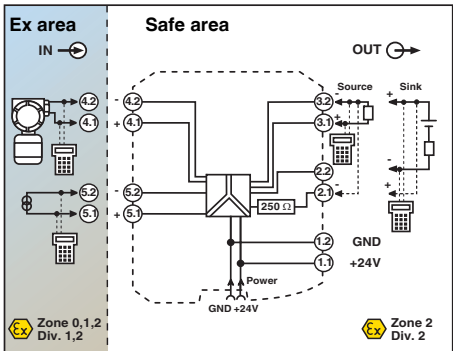 Ex area
Safe area
IN
OUT
Source
Sink
4.2
- 4.2
3.2 -
+
4.1
+ 4.1
3.1 +
-
2.2
5.2
- 5.2
2.1 -
+
5.1
+ 5.1
250 Ω
1.2 GND
1.1 +24V
Power
GND +24V
Ex Zone 0,1,2
Div. 1,2
Ex Zone 2
Div. 2